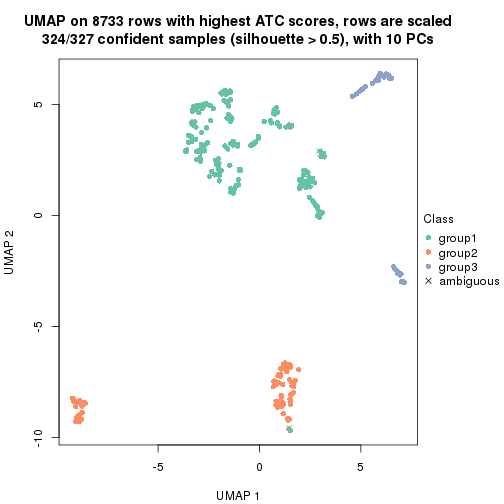 UMAP on 8733 rows with highest ATC scores, rows are scaled
324/327 confident samples (silhouette > 0.5), with 10 PCs
5
0
-5
-10
UMAP 2
-5
0
5
UMAP 1
Class
group1
group2
group3
ambiguous